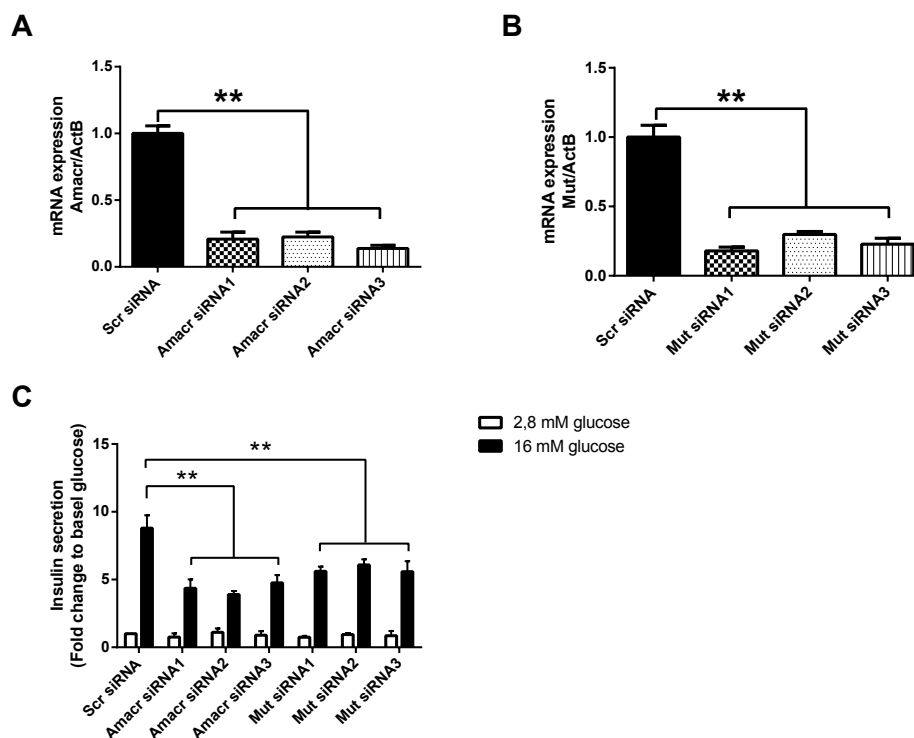 A
mRNA expression
Amacr/ActB
1.5
1.0
0.5
0.0
**
Scr siRNA
Amacr siRNA1
Amacr siRNA2
Amacr siRNA3
B
mRNA expression
Mut/ActB
1.5
1.0
0.5
0.0
**
Scr siRNA
Mut siRNA1
Mut siRNA2
Mut siRNA3
C
Insulin secretion
(Fold change to basel glucose)
15
10
5
0
**
**
Scr siRNA
Amacr siRNA1
Amacr siRNA2
Amacr siRNA3
Mut siRNA1
Mut siRNA2
Mut siRNA3
2,8 mM glucose
16 mM glucose